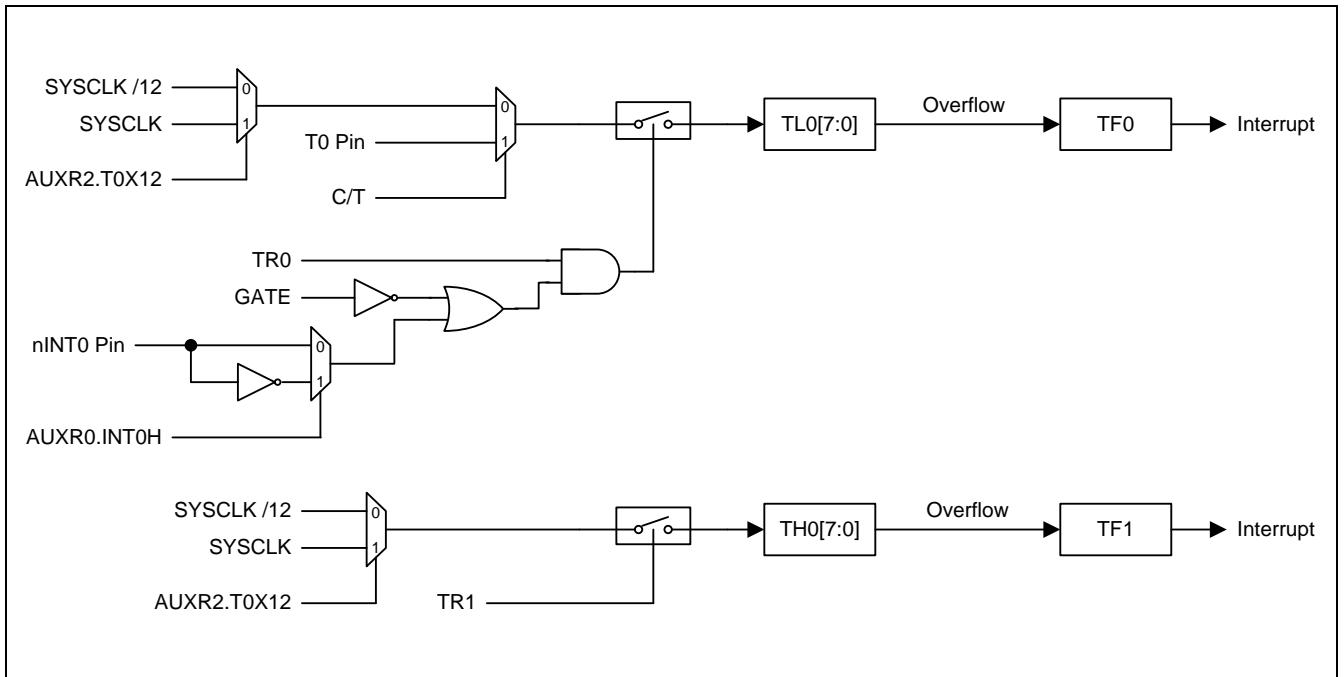 SYSCLK /12
0
SYSCLK
1
AUXR2.T0X12
0
T0 Pin
1
C/T
TL0[7:0]
Overflow
TF0
Interrupt
TR0
GATE
nINT0 Pin
0
1
AUXR0.INT0H
SYSCLK /12
0
SYSCLK
1
AUXR2.T0X12
TR1
TH0[7:0]
Overflow
TF1
Interrupt